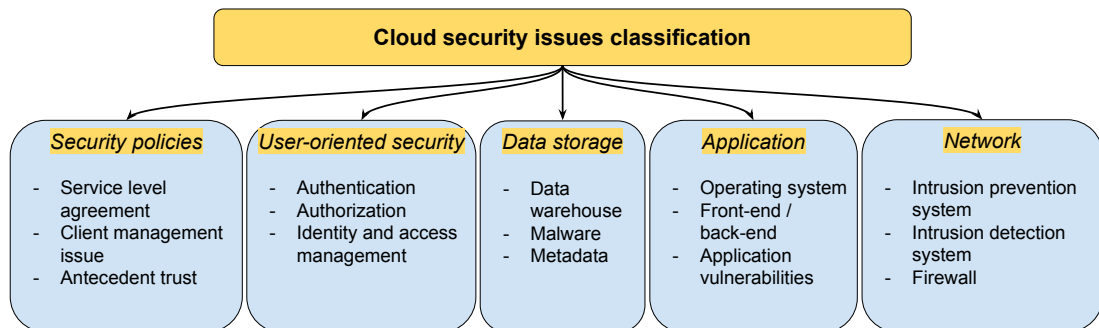 Cloud security issues classification
Security policies
- Service level
agreement
- Client management
issue
- Antecedent trust
User-oriented security
- Authentication
- Authorization
- Identity and access
management
Data storage
- Data
warehouse
- Malware
- Metadata
Application
- Operating system
- Front-end /
back-end
- Application
vulnerabilities
Network
- Intrusion prevention
system
- Intrusion detection
system
- Firewall